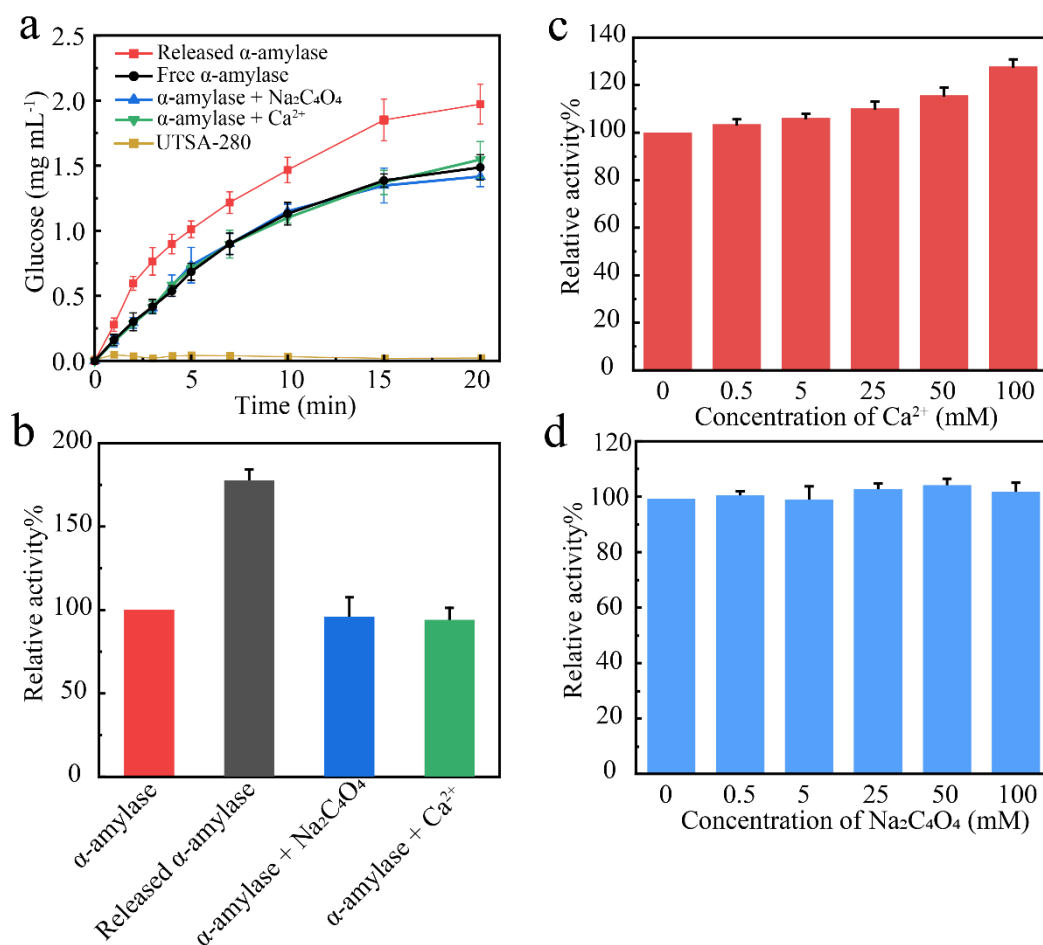 a
2.5
2.0
1.5
1.0
0.5
0.0
Glucose (mg mL⁻¹)
Released α-amylase
Free α-amylase
α-amylase + Na₂C₄O₄
α-amylase + Ca²⁺
UTSA-280
0 5 10 15 20
Time (min)
b
200
150
100
50
0
Relative activity%
α-amylase
Released α-amylase
α-amylase + Na₂C₄O₄
α-amylase + Ca²⁺
c
140
120
100
80
60
40
20
0
Relative activity%
0 0.5 5 25 50 100
Concentration of Ca²⁺ (mM)
d
120
100
80
60
40
20
0
Relative activity%
0 0.5 5 25 50 100
Concentration of Na₂C₄O₄ (mM)